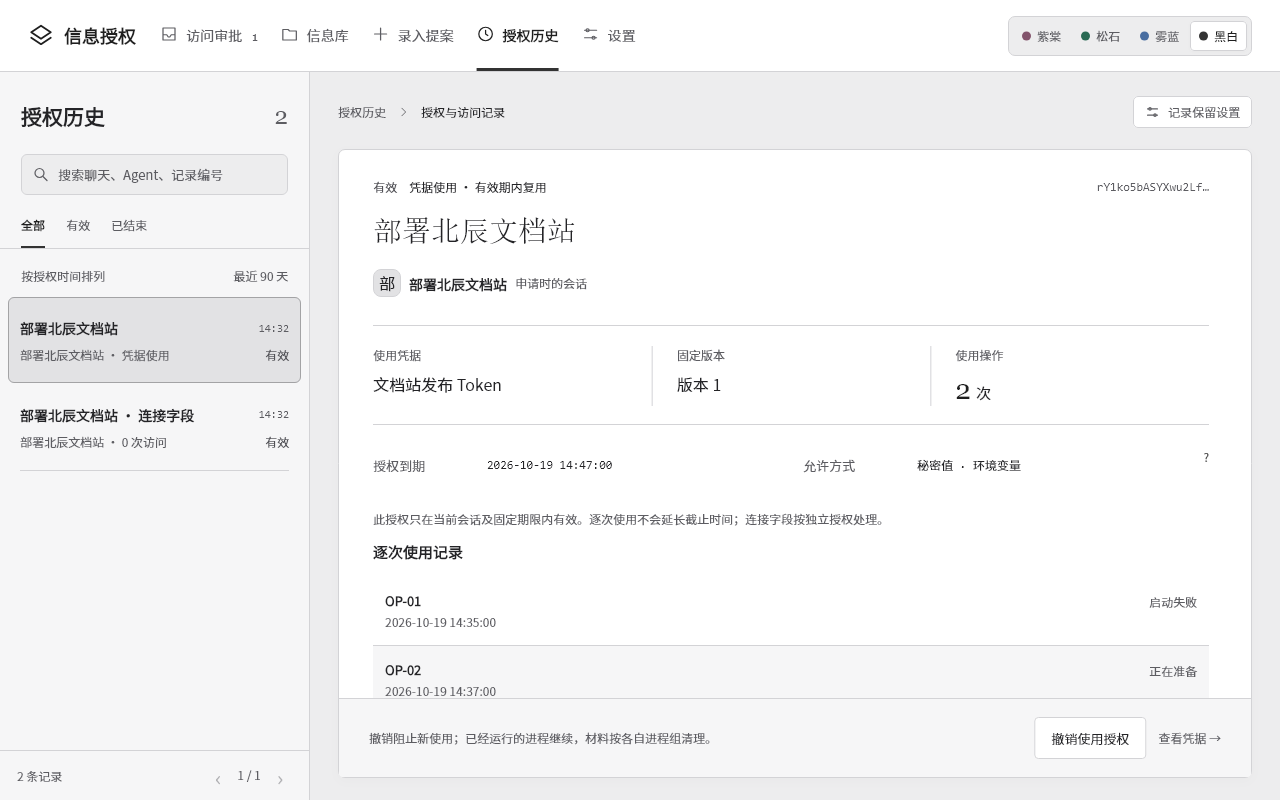 信息授权
访问审批 1
信息库
录入提案
授权历史
设置
紫棠
松石
雾蓝
黑白
授权历史 2
搜索聊天、Agent、记录编号
全部
有效
已结束
按授权时间排列 最近 90 天
部署北辰文档站 14:32
部署北辰文档站 · 凭据使用 有效
部署北辰文档站 · 连接字段 14:32
部署北辰文档站 · 0 次访问 有效
2 条记录
‹ 1 / 1 ›
授权历史 > 授权与访问记录
记录保留设置
有效 凭据使用 · 有效期内复用
rY1ko5bASYXwu2Lf…
部署北辰文档站
部 部署北辰文档站 申请时的会话
使用凭据
文档站发布 Token
固定版本
版本 1
使用操作
2 次
授权到期 2026-10-19 14:47:00
允许方式 秘密值 · 环境变量
?
此授权只在当前会话及固定期限内有效。逐次使用不会延长截止时间；连接字段按独立授权处理。
逐次使用记录
OP-01 启动失败
2026-10-19 14:35:00
OP-02 正在准备
2026-10-19 14:37:00
撤销阻止新使用；已经运行的进程继续，材料按各自进程组清理。
撤销使用授权
查看凭据 →